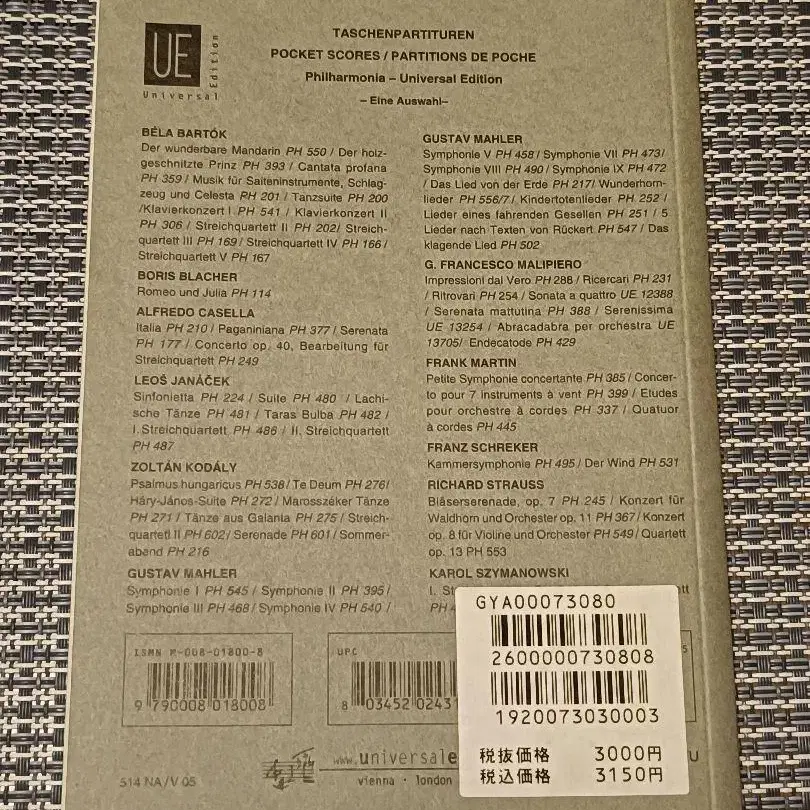 UE
Universal
Edition
TASCHENPARTITUREN
POCKET SCORES / PARTITIONS DE POCHE
Philharmonia – Universal Edition
– Eine Auswahl–
BÉLA BARTÓK
Der wunderbare Mandarin PH 550 / Der holz-
geschnitzte Prinz PH 393 / Cantata profana
PH 359 / Musik für Saiteninstrumente, Schlag-
zeug und Celesta PH 201 / Tanzsuite PH 200
/Klavierkonzert I PH 541 / Klavierkonzert II
PH 306 / Streichquartett II PH 202/ Streich-
quartett III PH 169 / Streichquartett IV PH 166 /
Streichquartett V PH 167
BORIS BLACHER
Romeo und Julia PH 114
ALFREDO CASELLA
Italia PH 210 / Paganiniana PH 377 / Serenata
PH 177 / Concerto op. 40, Bearbeitung für
Streichquartett PH 249
LEOŠ JANÁČEK
Sinfonietta PH 224 / Suite PH 480 / Lachi-
sche Tänze PH 481 / Taras Bulba PH 482 /
I. Streichquartett PH 486 / II. Streichquartett
PH 487
ZOLTÁN KODÁLY
Psalmus hungaricus PH 538 / Te Deum PH 276/
Háry-János-Suite PH 272 / Marosszéker Tänze
PH 271 / Tänze aus Galanta PH 275 / Streich-
quartett II PH 602 / Serenade PH 601 / Sommer-
abend PH 216
GUSTAV MAHLER
Symphonie I PH 545 / Symphonie II PH 395 /
Symphonie III PH 468 / Symphonie IV PH 540 /
GUSTAV MAHLER
Symphonie V PH 458 / Symphonie VII PH 473/
Symphonie VIII PH 490 / Symphonie IX PH 472
/ Das Lied von der Erde PH 217/ Wunderhorn-
lieder PH 556/7 / Kindertotenlieder PH 252 /
Lieder eines fahrenden Gesellen PH 251 / 5
Lieder nach Texten von Rückert PH 547 / Das
klagende Lied PH 502
G. FRANCESCO MALIPIERO
Impressioni dal Vero PH 288 / Ricercari PH 231
/ Ritrovari PH 254 / Sonata a quattro UE 12388
/ Serenata mattutina PH 388 / Serenissima
UE 13254 / Abracadabra per orchestra UE
13705/ Endecatode PH 429
FRANK MARTIN
Petite Symphonie concertante PH 385 / Concer-
to pour 7 instruments à vent PH 399 / Etudes
pour orchestre à cordes PH 337 / Quatuor
à cordes PH 445
FRANZ SCHREKER
Kammersymphonie PH 495 / Der Wind PH 531
RICHARD STRAUSS
Bläserserenade, op. 7 PH 245 / Konzert für
Waldhorn und Orchester op. 11 PH 367 / Konzert
op. 8 für Violine und Orchester PH 549 / Quartett
op. 13 PH 553
KAROL SZYMANOWSKI
I. St
tt
PH 4
GYA00073080
2600000730808
1920073030003
税抜価格 3000円
税込価格 3150円
ISMN M-008-01800-8
9 790008 018008
UPC
8 03452 02431
5
www.universale
U
vienna · london
514 NA / V 05